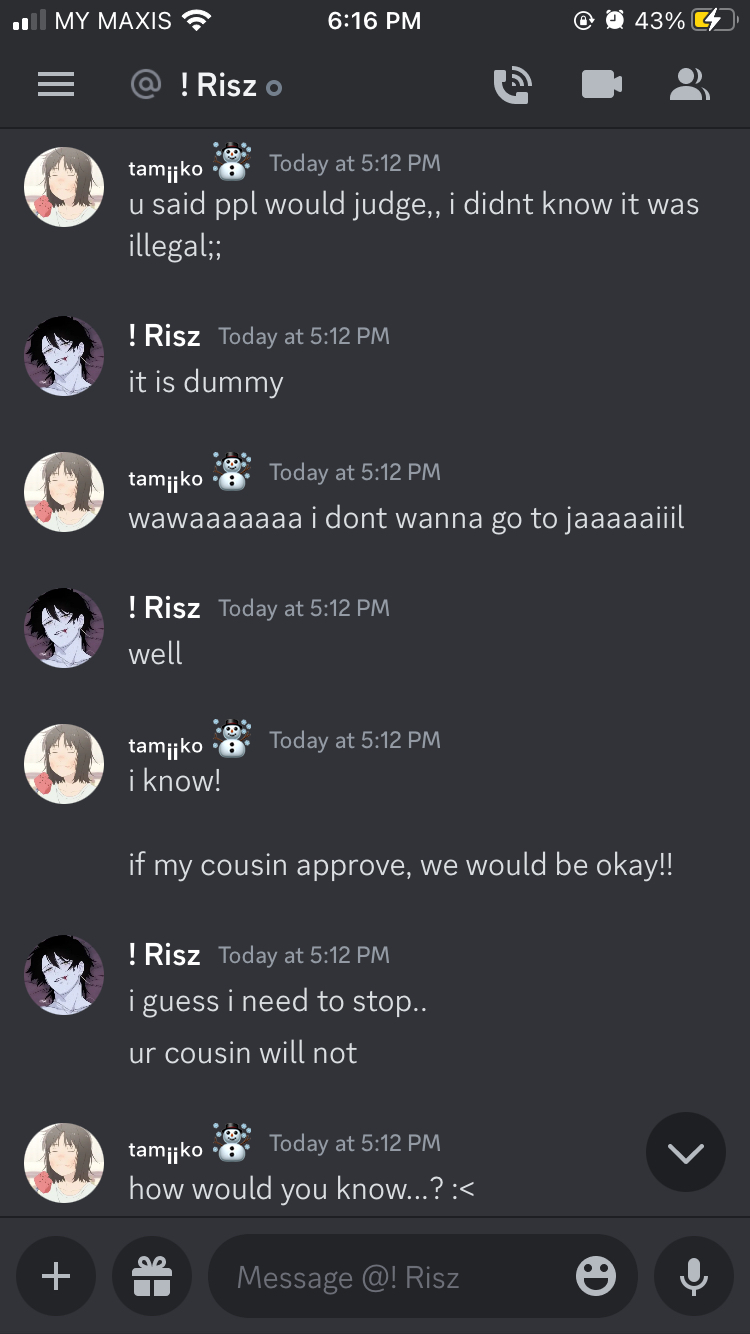 MY MAXIS 6:16 PM 43%
@ ! Risz
tamįįko ☃️ Today at 5:12 PM
u said ppl would judge,, i didnt know it was
illegal;;
! Risz Today at 5:12 PM
it is dummy
tamįįko ☃️ Today at 5:12 PM
wawaaaaaaa i dont wanna go to jaaaaaiiil
! Risz Today at 5:12 PM
well
tamįįko ☃️ Today at 5:12 PM
i know!
if my cousin approve, we would be okay!!
! Risz Today at 5:12 PM
i guess i need to stop..
ur cousin will not
tamįįko ☃️ Today at 5:12 PM
how would you know...? :<
Message @! Risz